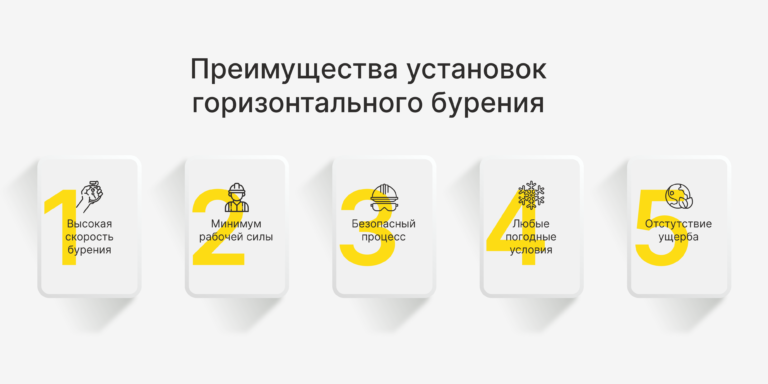 Преимущества установок
горизонтального бурения
1
Высокая
скорость
бурения
2
Минимум
рабочей силы
3
Безопасный
процесс
4
Любые
погодные
условия
5
Отстутствие
ущерба